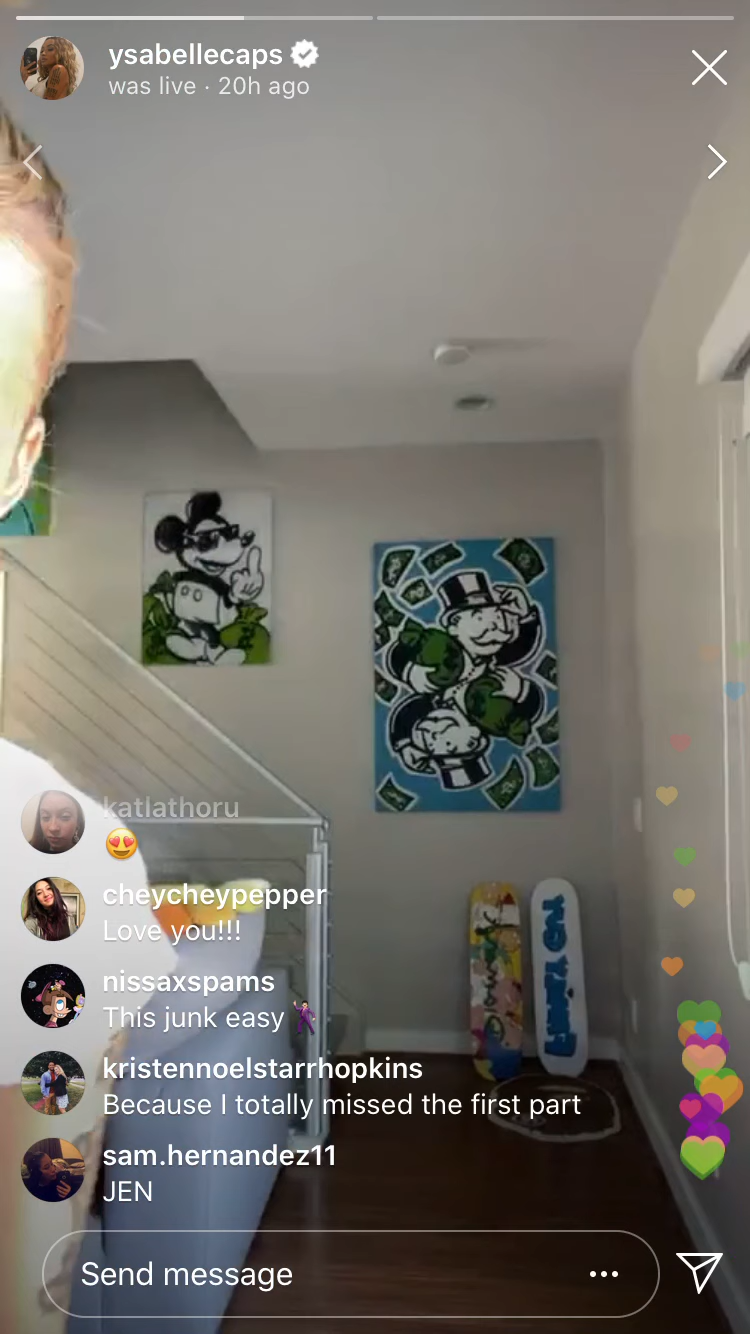 ysabellecaps
was live · 20h ago
katlathoru
😍
cheycheypepper
Love you!!!
nissaxspams
This junk easy 🕺
kristennoelstarrhopkins
Because I totally missed the first part
sam.hernandez11
JEN
Send message